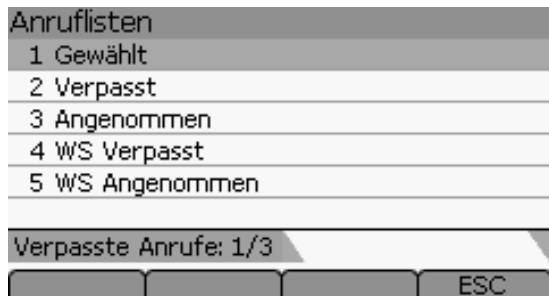 Anruflisten
1 Gewählt
2 Verpasst
3 Angenommen
4 WS Verpasst
5 WS Angenommen
Verpasste Anrufe: 1/3
ESC